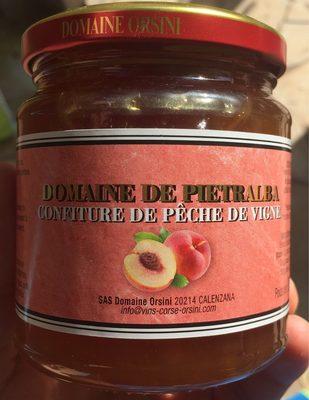 DOMAINE ORSINI
DOMAINE DE PIETRALBA
CONFITURE DE PÊCHE DE VIGNE
SAS Domaine Orsini 20214 CALENZANA
info@vins-corse-orsini.com